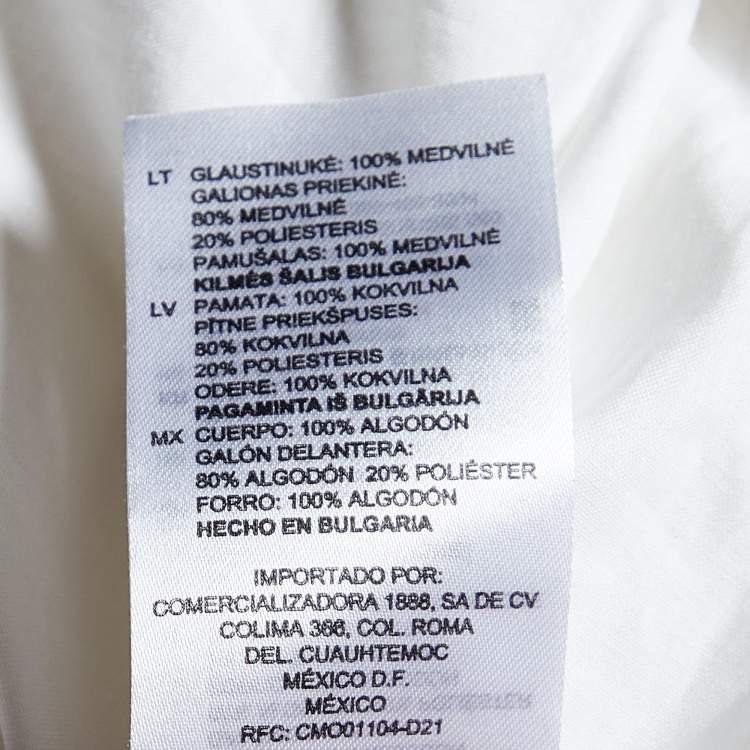 LT GLAUSTINUKĖ: 100% MEDVILNĖ
GALIONAS PRIEKINĖ:
80% MEDVILNĖ
20% POLIESTERIS
PAMUŠALAS: 100% MEDVILNĖ
KILMĖS ŠALIS BULGARIJA
LV PAMATA: 100% KOKVILNA
PĪTNE PRIEKŠPUSES:
80% KOKVILNA
20% POLIESTERIS
ODERE: 100% KOKVILNA
PAGAMINTA IŠ BULGĀRIJA
MX CUERPO: 100% ALGODÓN
GALÓN DELANTERA:
80% ALGODÓN 20% POLIÉSTER
FORRO: 100% ALGODÓN
HECHO EN BULGARIA
IMPORTADO POR:
COMERCIALIZADORA 1888, SA DE CV
COLIMA 366, COL. ROMA
DEL. CUAUHTEMOC
MÉXICO D.F.
MÉXICO
RFC: CMO01104-D21